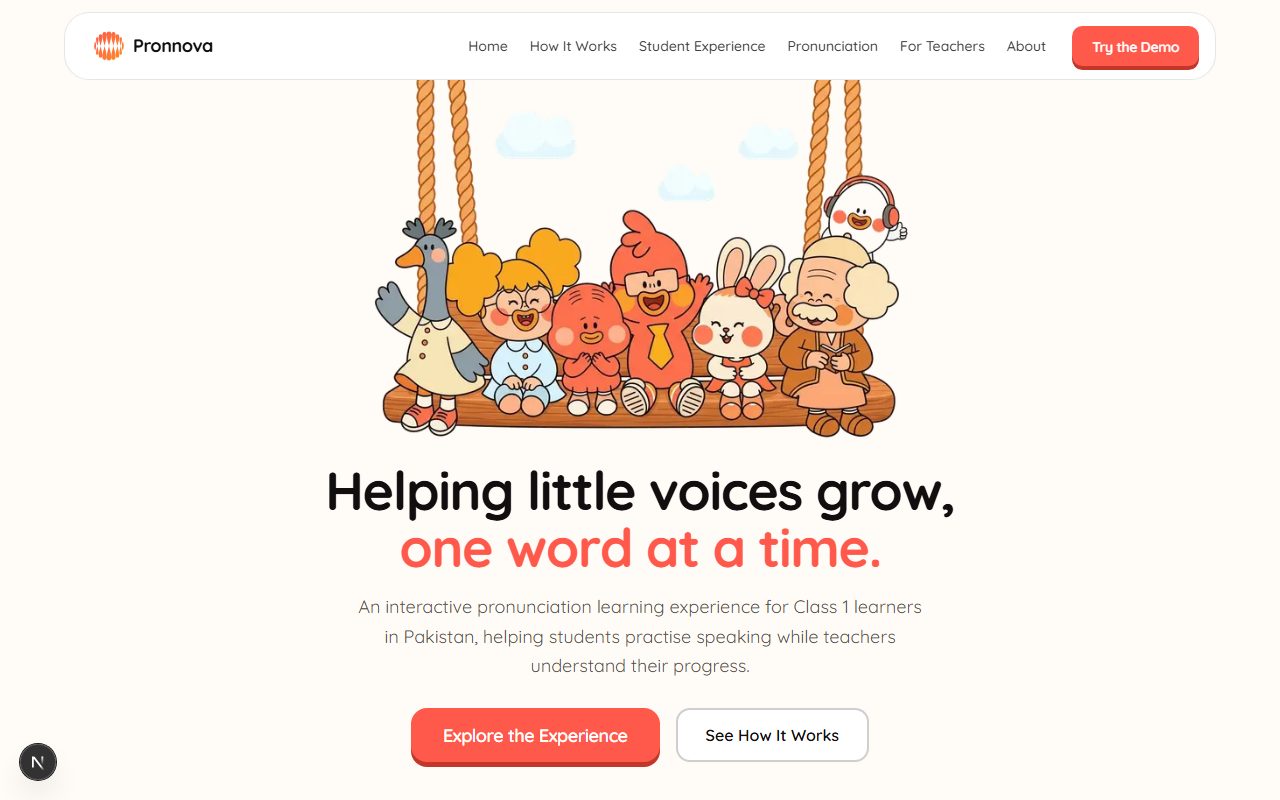 Pronnova
Home
How It Works
Student Experience
Pronunciation
For Teachers
About
Try the Demo
Helping little voices grow,
one word at a time.
An interactive pronunciation learning experience for Class 1 learners
in Pakistan, helping students practise speaking while teachers
understand their progress.
Explore the Experience
See How It Works
N